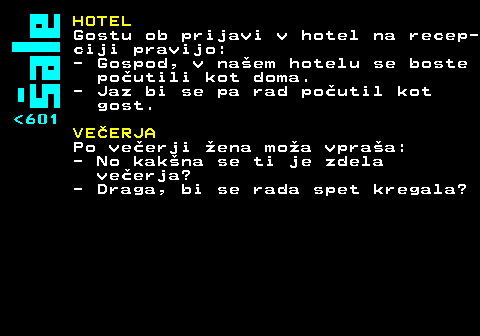 šale
<601
HOTEL
Gostu ob prijavi v hotel na recep-
ciji pravijo:
- Gospod, v našem hotelu se boste
počutili kot doma.
- Jaz bi se pa rad počutil kot
gost.
VEČERJA
Po večerji žena moža vpraša:
- No kakšna se ti je zdela
večerja?
- Draga, bi se rada spet kregala?